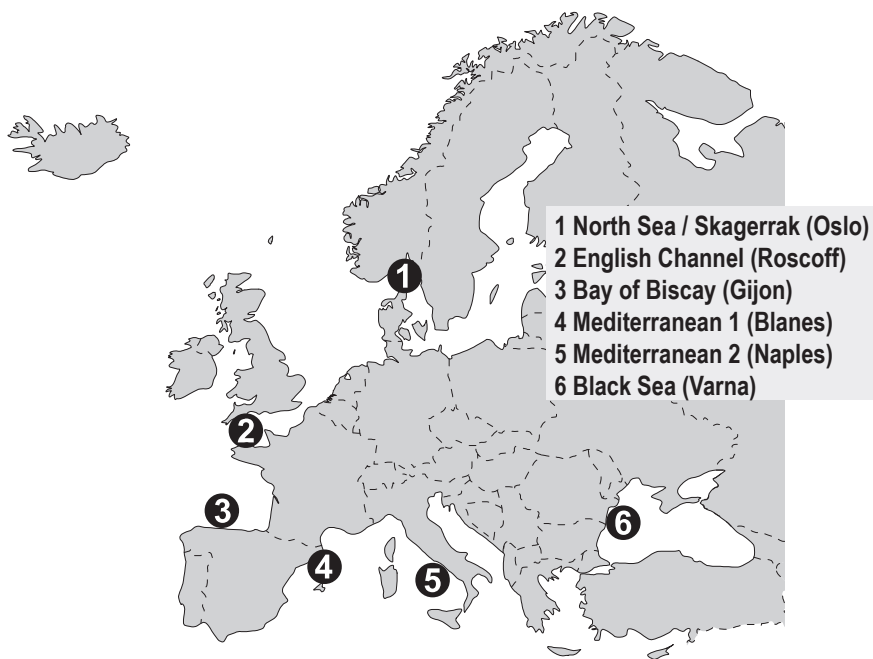 1 North Sea / Skagerrak (Oslo)
2 English Channel (Roscoff)
3 Bay of Biscay (Gijon)
4 Mediterranean 1 (Blanes)
5 Mediterranean 2 (Naples)
6 Black Sea (Varna)
1
2
3
4
5
6